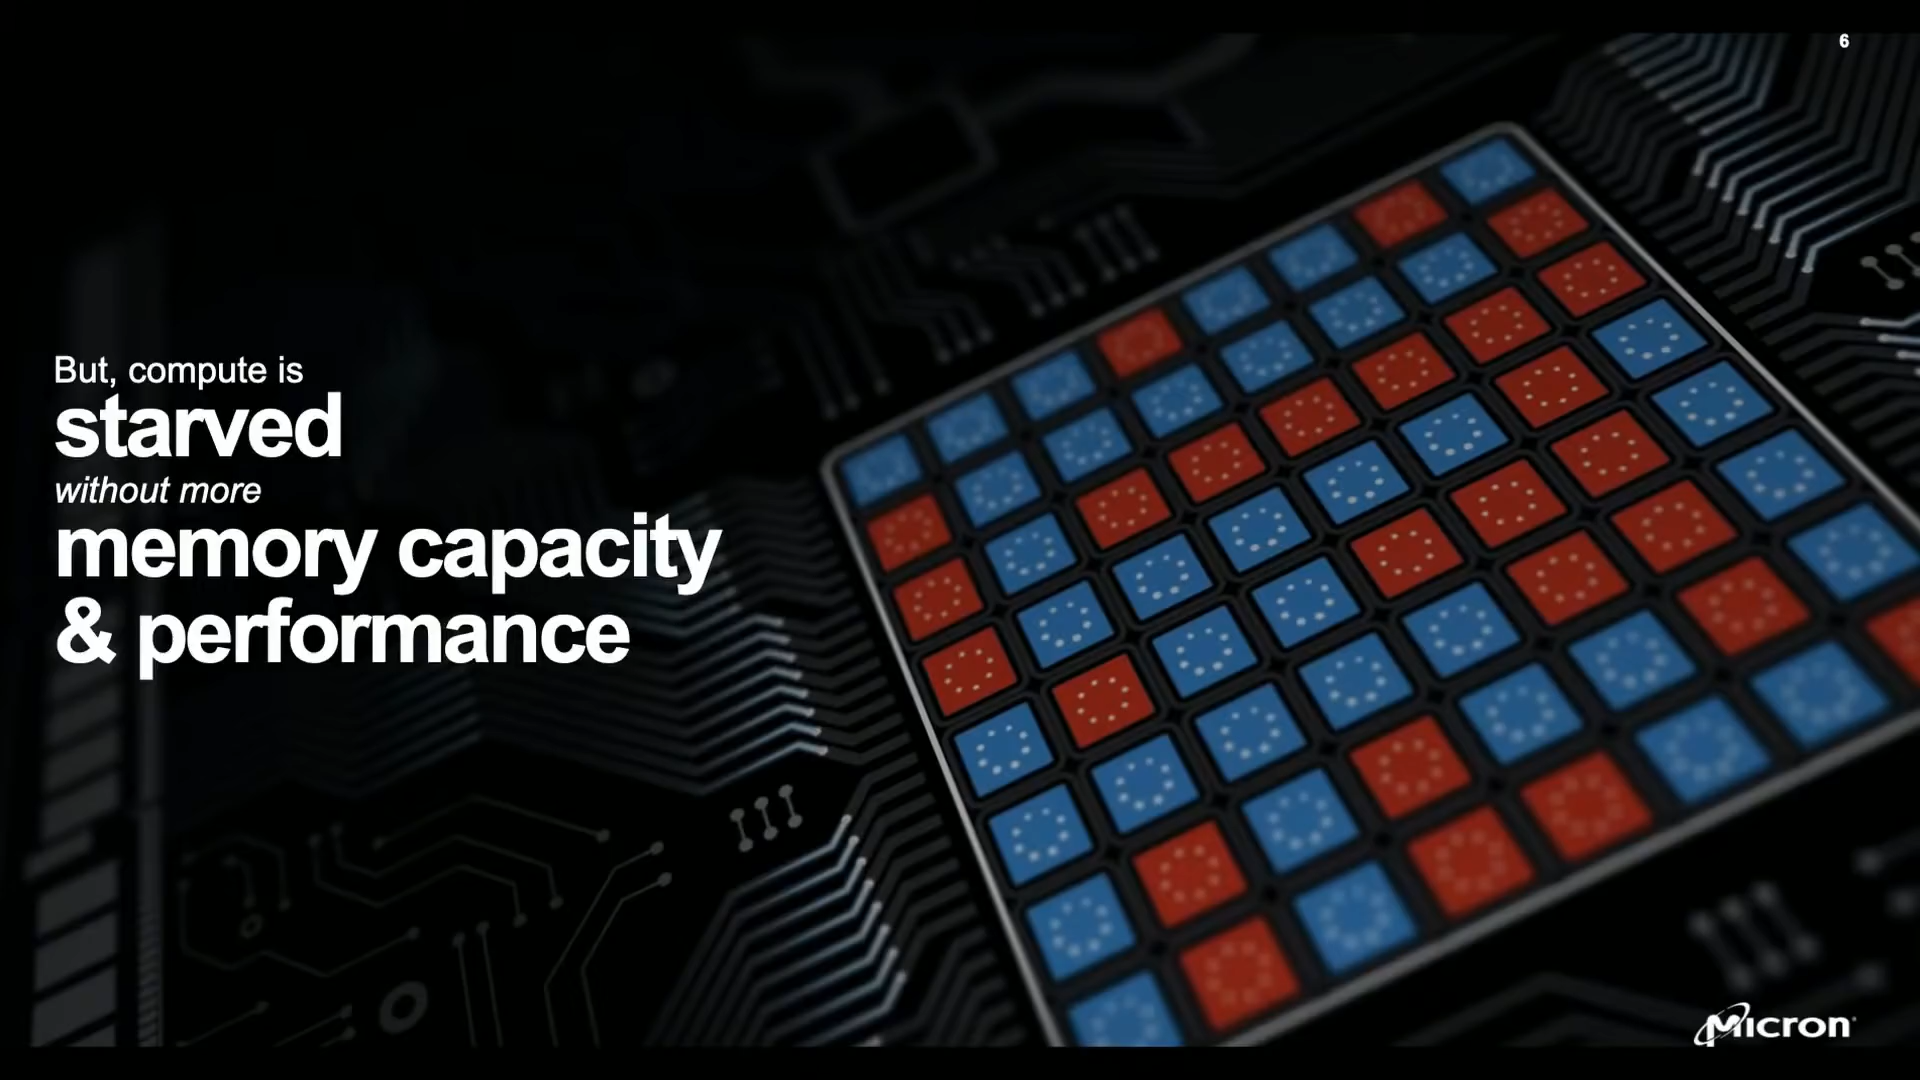 6
But, compute is
starved
without more
memory capacity
& performance
Micron